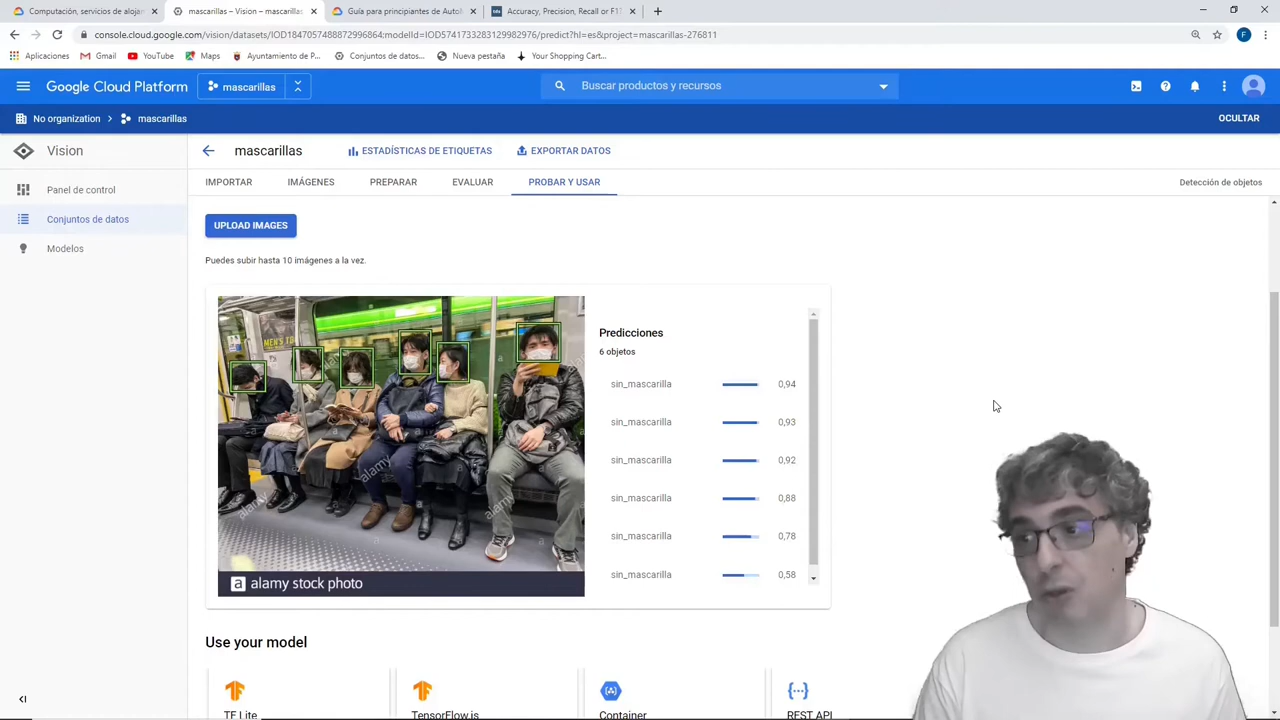 Computación, servicios de alojan
mascarillas – Vision – mascarillas
Guía para principiantes de AutoM
Accuracy, Precision, Recall or F1?
console.cloud.google.com/vision/datasets/IOD1847057488872996864;modelId=IOD5741733283129982976/predict?hl=es&project=mascarillas-276811
Aplicaciones
Gmail
YouTube
Maps
Ayuntamiento de P...
Conjuntos de datos...
Nueva pestaña
Your Shopping Cart...
Google Cloud Platform
mascarillas
Buscar productos y recursos
No organization
mascarillas
OCULTAR
Vision
mascarillas
ESTADÍSTICAS DE ETIQUETAS
EXPORTAR DATOS
Panel de control
Conjuntos de datos
Modelos
IMPORTAR
IMÁGENES
PREPARAR
EVALUAR
PROBAR Y USAR
Detección de objetos
UPLOAD IMAGES
Puedes subir hasta 10 imágenes a la vez.
MEN'S
alamy
alamy
a alamy stock photo
Predicciones
6 objetos
sin_mascarilla 0,94
sin_mascarilla 0,93
sin_mascarilla 0,92
sin_mascarilla 0,88
sin_mascarilla 0,78
sin_mascarilla 0,58
Use your model
TF Lite
TensorFlow.js
Container
REST API